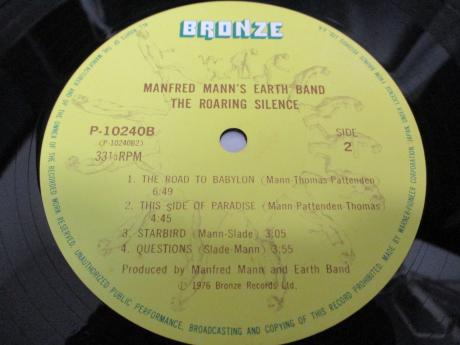 BRONZE
MANFRED MANN'S EARTH BAND
THE ROARING SILENCE
P-10240B
(P-10240B2)
33⅓RPM
SIDE
2
1. THE ROAD TO BABYLON (Mann-Thomas-Pattenden)
6:49
2. THIS SIDE OF PARADISE (Mann-Pattenden-Thomas)
4:45
3. STARBIRD (Mann-Slade) 3:05
4. QUESTIONS (Slade-Mann) 3:55
Produced by Manfred Mann and Earth Band
Ⓟ 1976 Bronze Records Ltd.
MANUFACTURER AND OF THE OWNER OF THE RECORDED WORK RESERVED. UNAUTHORIZED PUBLIC PERFORMANCE, BROADCASTING AND COPYING OF THIS RECORD PROHIBITED. MADE BY WARNER-PIONEER CORPORATION,